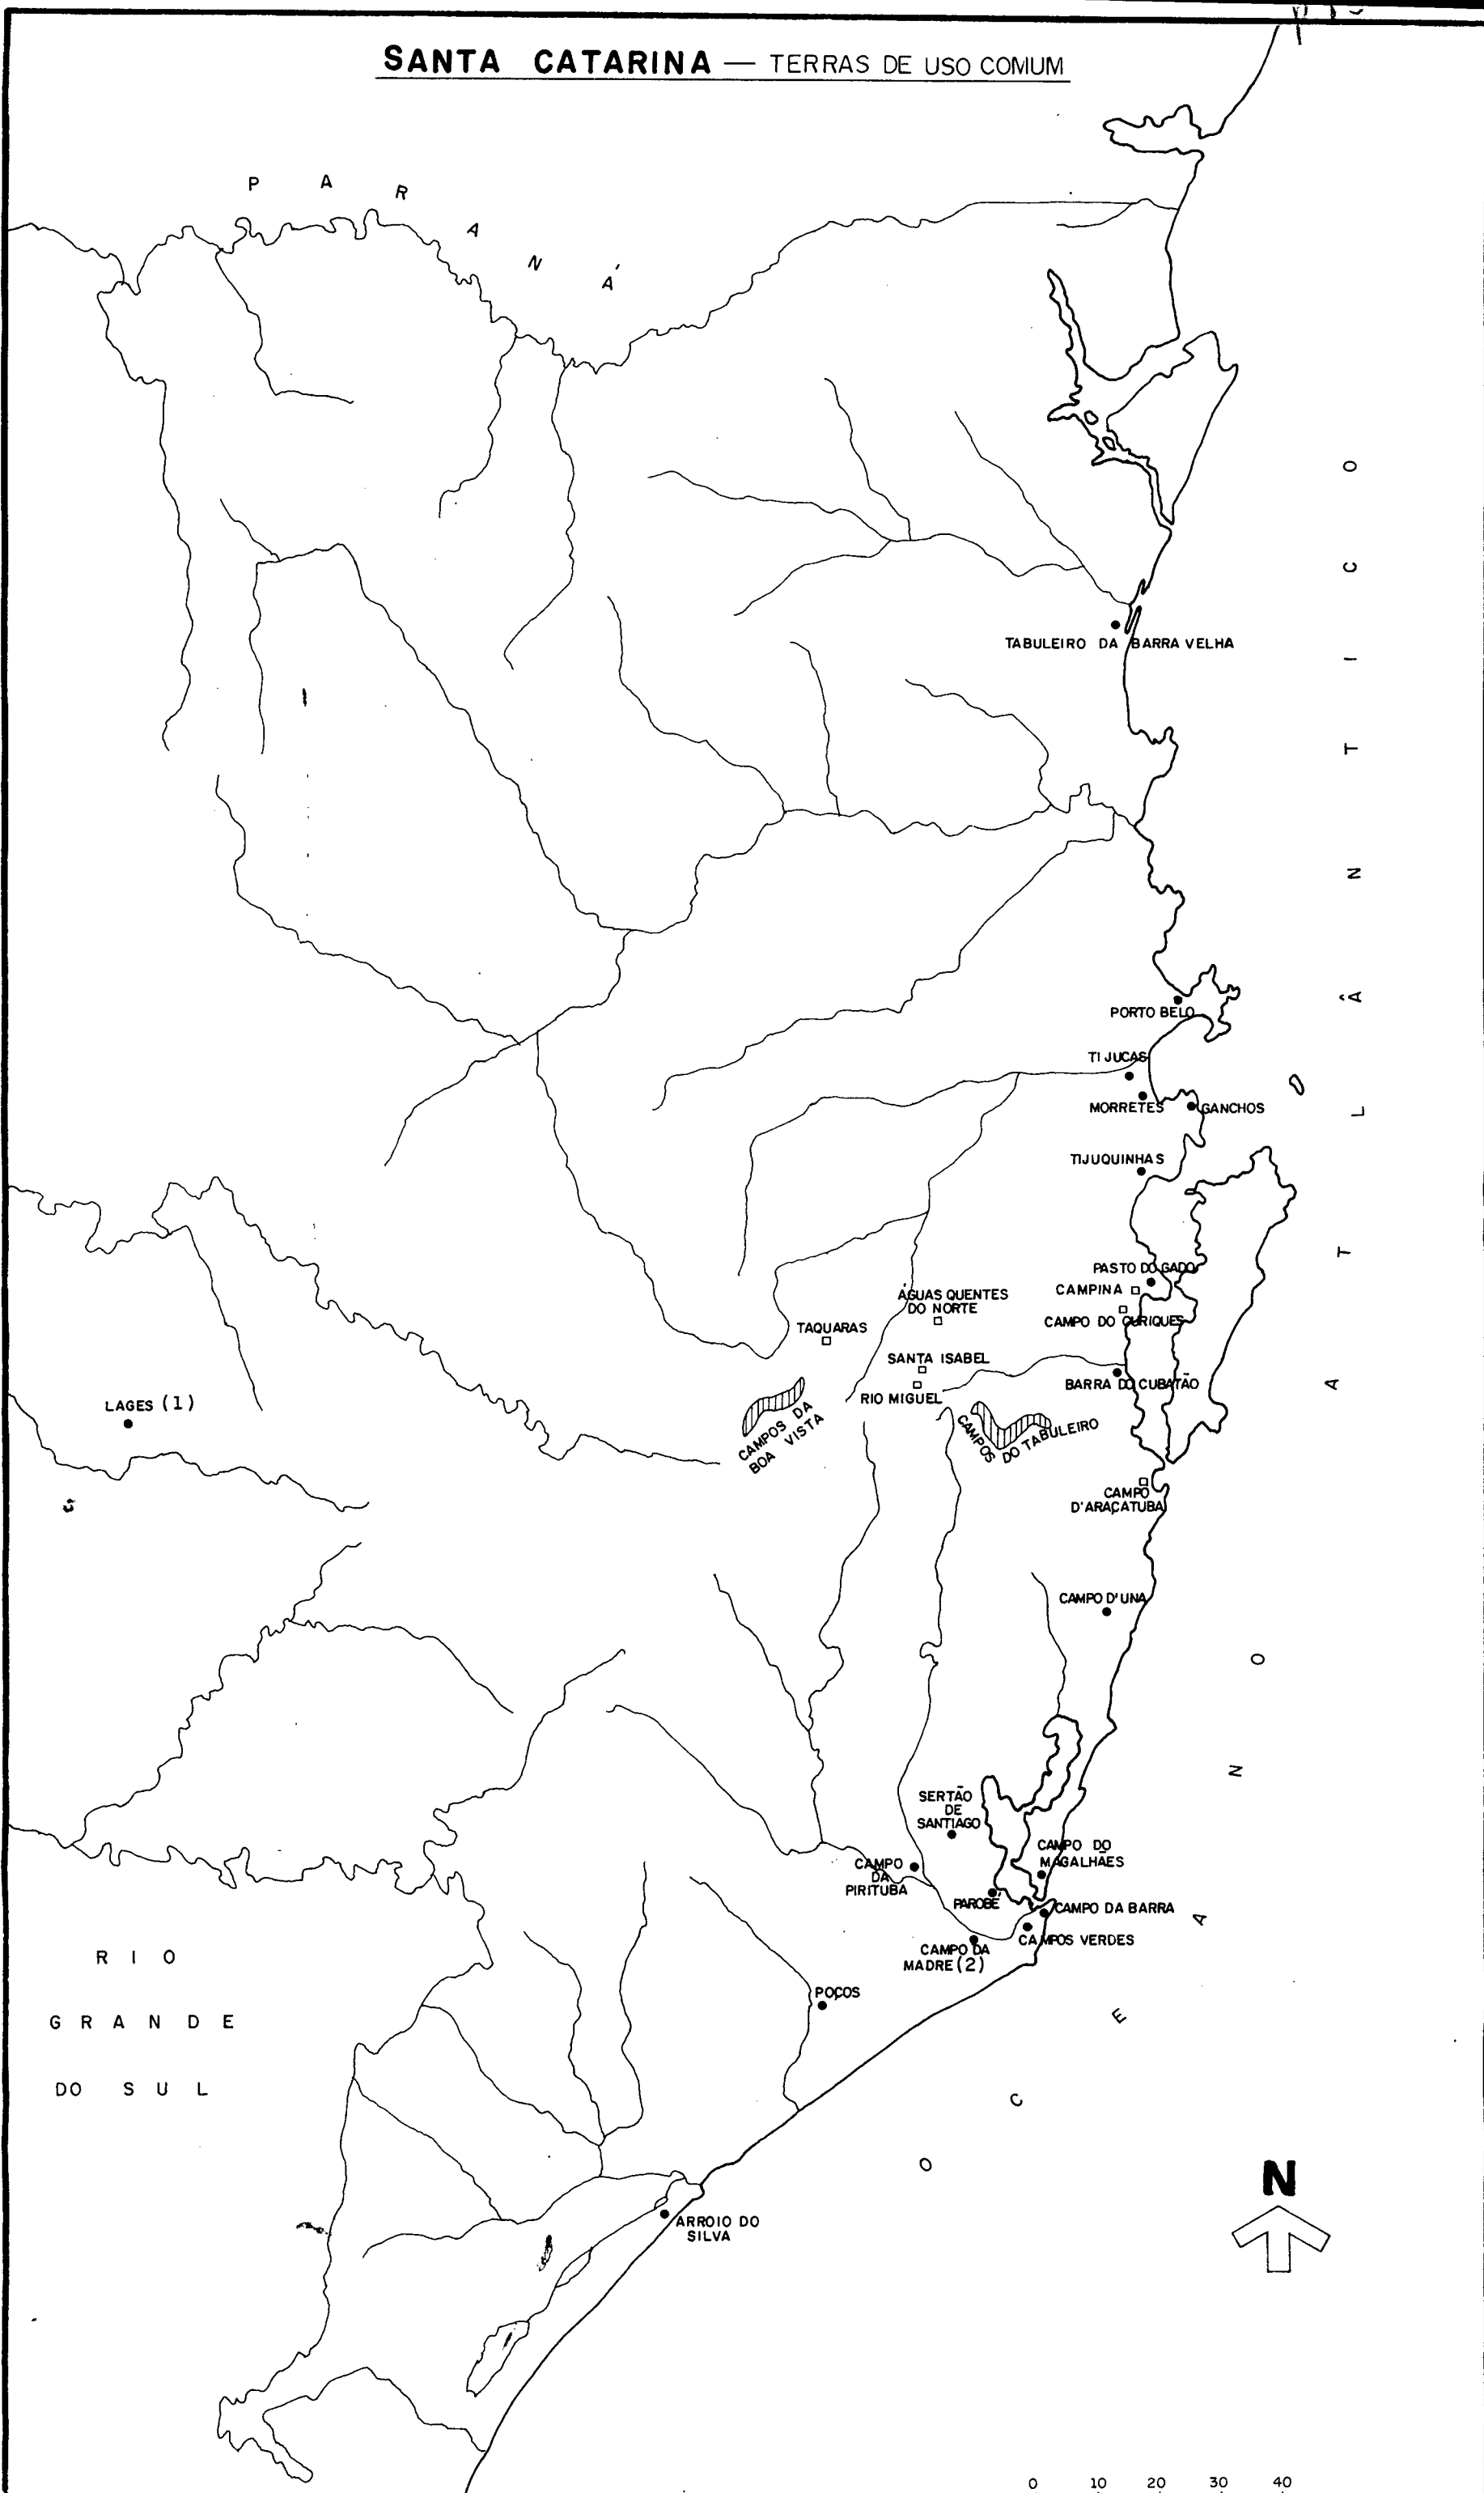 SANTA CATARINA — TERRAS DE USO COMUM
PARANÁ
TABULEIRO DA BARRA VELHA
PORTO BELO
TIJUCAS
MORRETES
GANCHOS
TIJUQUINHAS
PASTO DO GADO
CAMPINA
CAMPO DO OURIQUES
ÁGUAS QUENTES
DO NORTE
TAQUARAS
SANTA ISABEL
RIO MIGUEL
BARRA DO CUBATÃO
LAGES (1)
CAMPOS DA
BOA VISTA
CAMPOS
DO TABULEIRO
CAMPO
D'ARAÇATUBA
CAMPO D'UNA
SERTÃO
DE
SANTIAGO
CAMPO DO
MAGALHÃES
CAMPO
DA
PIRITUBA
PAROBÉ
CAMPO DA BARRA
CAMPOS VERDES
CAMPO DA
MADRE (2)
POÇOS
RIO
GRANDE
DO SUL
ARROIO DO
SILVA
OCEANO
ATLÂNTICO
N
0 10 20 30 40